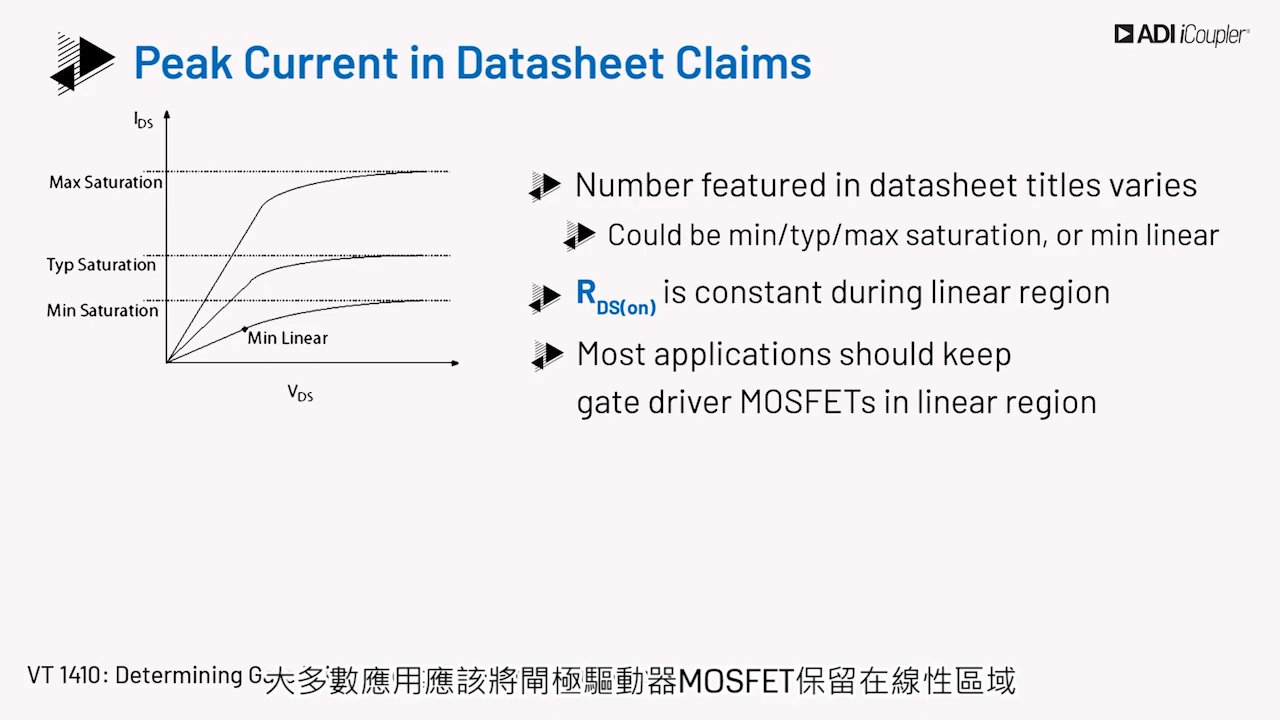 Peak Current in Datasheet Claims
ADI iCoupler®
IDS
Max Saturation
Typ Saturation
Min Saturation
Min Linear
VDS
Number featured in datasheet titles varies
Could be min/typ/max saturation, or min linear
RDS(on) is constant during linear region
Most applications should keep
gate driver MOSFETs in linear region
VT 1410: Determining
大多數應用應該將閘極驅動器MOSFET保留在線性區域